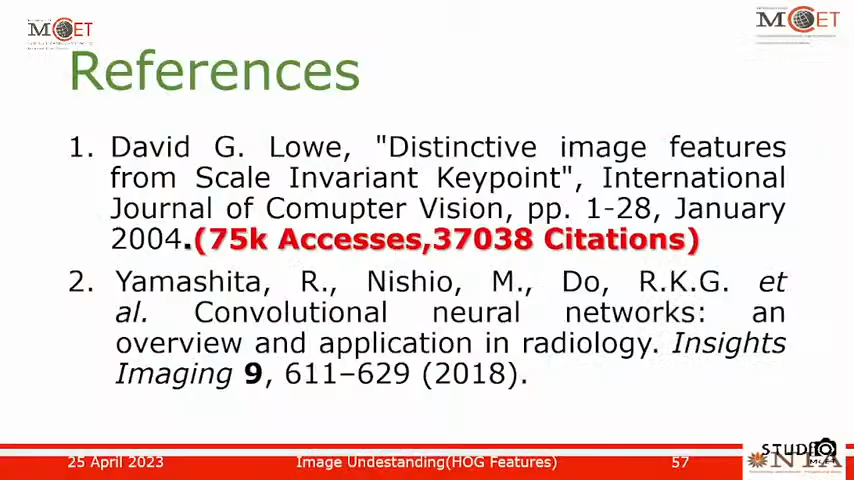 MCET
MCET
References
1. David G. Lowe, "Distinctive image features
from Scale Invariant Keypoint", International
Journal of Comupter Vision, pp. 1-28, January
2004.(75k Accesses,37038 Citations)
2. Yamashita, R., Nishio, M., Do, R.K.G. et
al. Convolutional neural networks: an
overview and application in radiology. Insights
Imaging 9, 611–629 (2018).
25 April 2023 Image Undestanding(HOG Features) 57